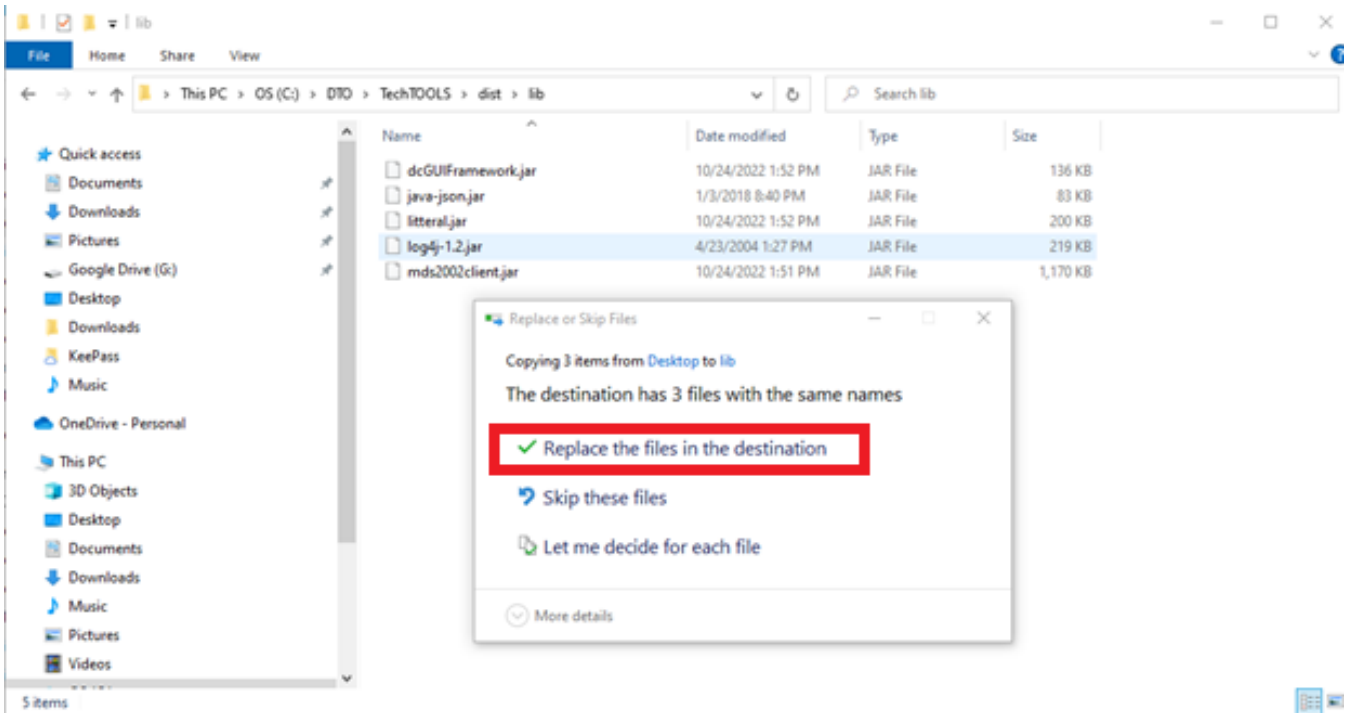 lib
File Home Share View
This PC > OS (C:) > DTO > TechTOOLS > dist > lib
Search lib
Name Date modified Type Size
Quick access
Documents
Downloads
Pictures
Google Drive (G:)
Desktop
Downloads
KeePass
Music
OneDrive - Personal
This PC
3D Objects
Desktop
Documents
Downloads
Music
Pictures
Videos
dcGUIFramework.jar 10/24/2022 1:52 PM JAR File 136 KB
java-json.jar 1/3/2018 8:40 PM JAR File 83 KB
litteral.jar 10/24/2022 1:52 PM JAR File 200 KB
log4j-1.2.jar 4/23/2004 1:27 PM JAR File 219 KB
mds2002client.jar 10/24/2022 1:51 PM JAR File 1,170 KB
Replace or Skip Files
Copying 3 items from Desktop to lib
The destination has 3 files with the same names
Replace the files in the destination
Skip these files
Let me decide for each file
More details
5 items